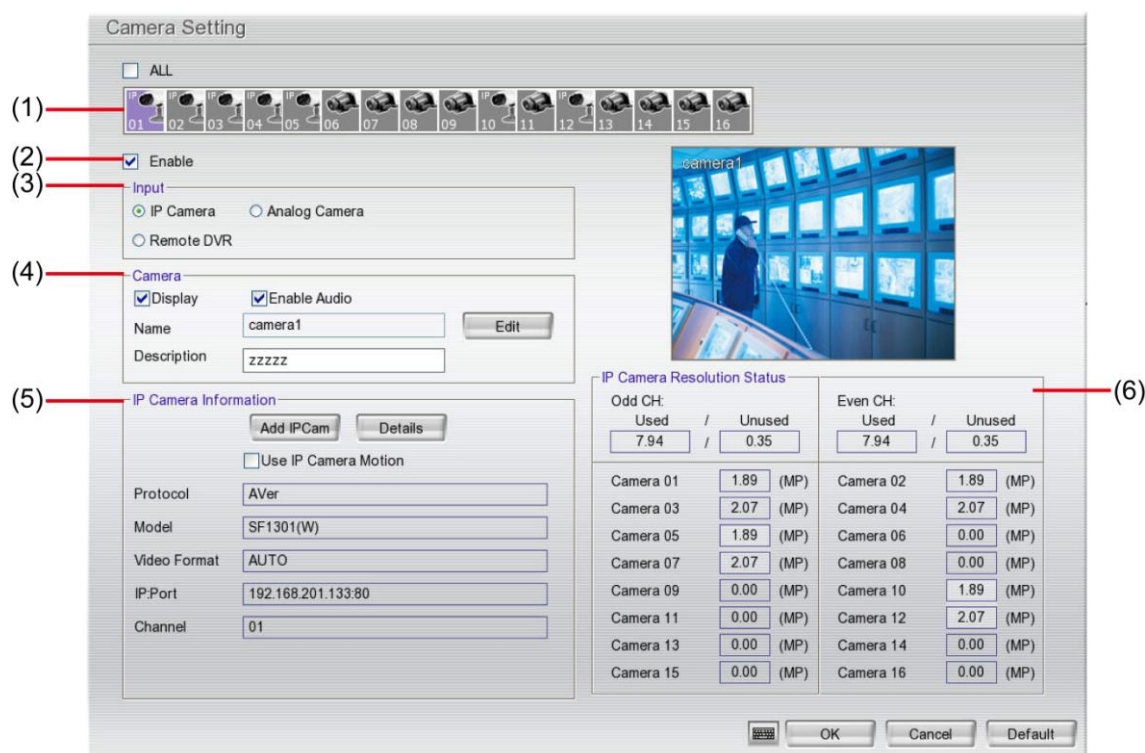 Camera Setting
ALL
(1)
IP 01 IP 02 IP 03 IP 04 IP 05 06 07 08 09 IP 10 11 IP 12 13 14 15 16
(2)
Enable
camera1
(3)
Input
IP Camera Analog Camera
Remote DVR
(4)
Camera
Display Enable Audio
Name camera1 Edit
Description zzzzz
(5)
IP Camera Information
Add IPCam Details
Use IP Camera Motion
Protocol AVer
Model SF1301(W)
Video Format AUTO
IP:Port 192.168.201.133:80
Channel 01
IP Camera Resolution Status
(6)
Odd CH: Even CH:
Used / Unused Used / Unused
7.94 / 0.35 7.94 / 0.35
Camera 01 1.89 (MP) Camera 02 1.89 (MP)
Camera 03 2.07 (MP) Camera 04 2.07 (MP)
Camera 05 1.89 (MP) Camera 06 0.00 (MP)
Camera 07 2.07 (MP) Camera 08 0.00 (MP)
Camera 09 0.00 (MP) Camera 10 1.89 (MP)
Camera 11 0.00 (MP) Camera 12 2.07 (MP)
Camera 13 0.00 (MP) Camera 14 0.00 (MP)
Camera 15 0.00 (MP) Camera 16 0.00 (MP)
OK Cancel Default